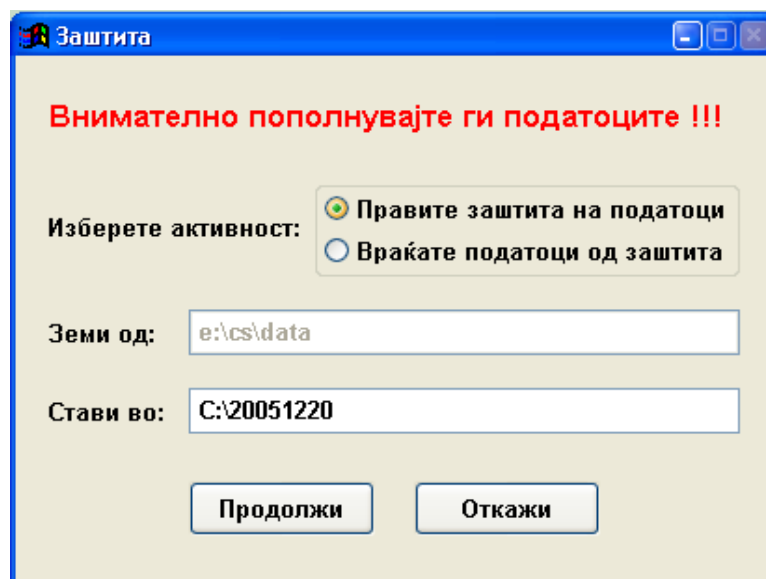 Заштита
Внимателно пополнувајте ги податоците !!!
Изберете активност:
Правите заштита на податоци
Враќате податоци од заштита
Земи од: e:\cs\data
Стави во: C:\20051220
Продолжи Откажи